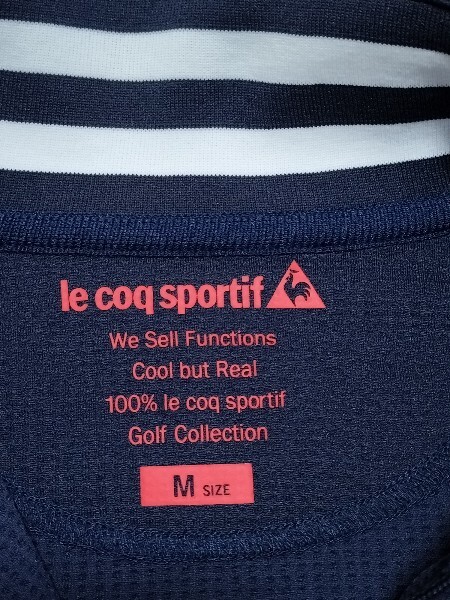 le coq sportif
We Sell Functions
Cool but Real
100% le coq sportif
Golf Collection
M SIZE